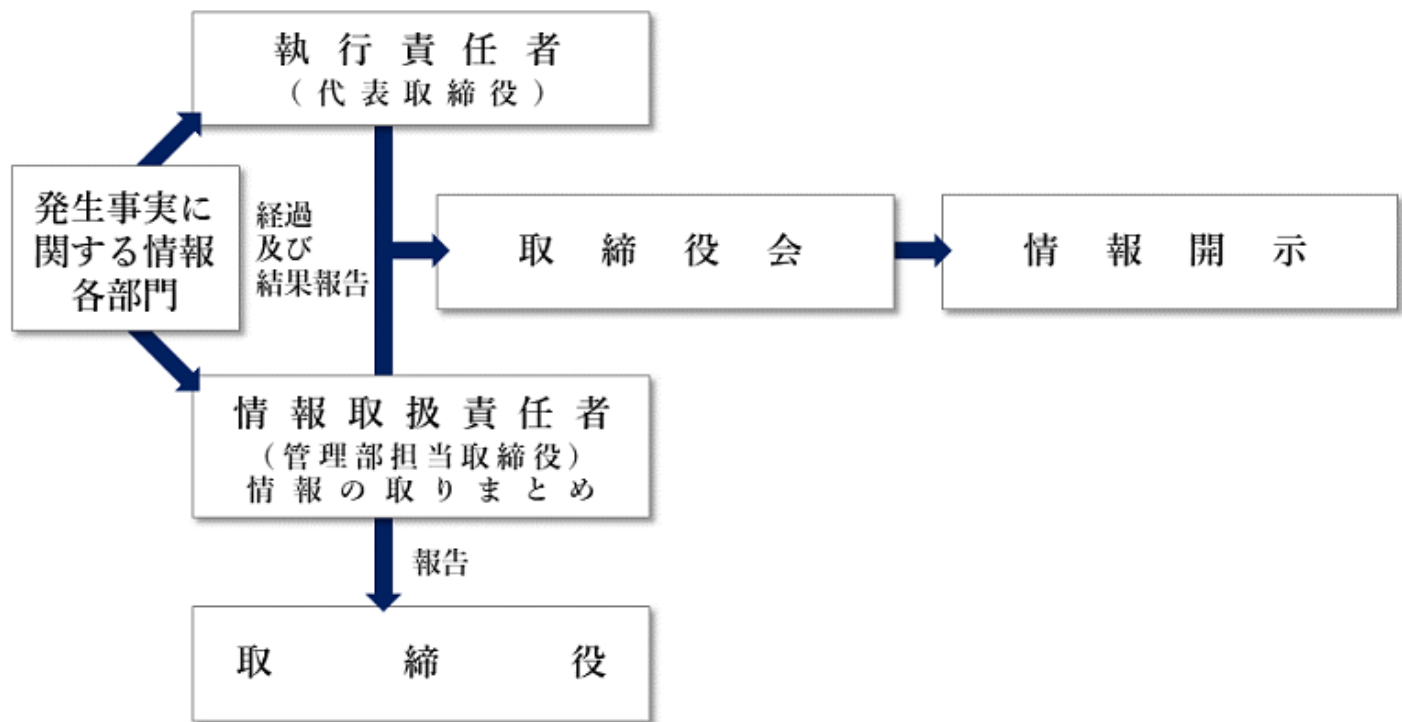 執行責任者
(代表取締役)
発生事実に
関する情報
各部門
経過
及び
結果報告
取締役会
情報開示
情報取扱責任者
(管理部担当取締役)
情報の取りまとめ
報告
取締役